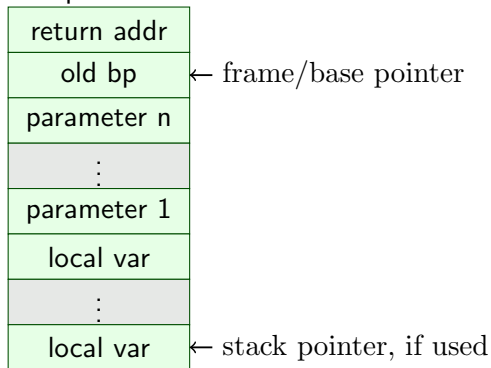 return addr
old bp ← frame/base pointer
parameter n
⋮
parameter 1
local var
⋮
local var ← stack pointer, if used